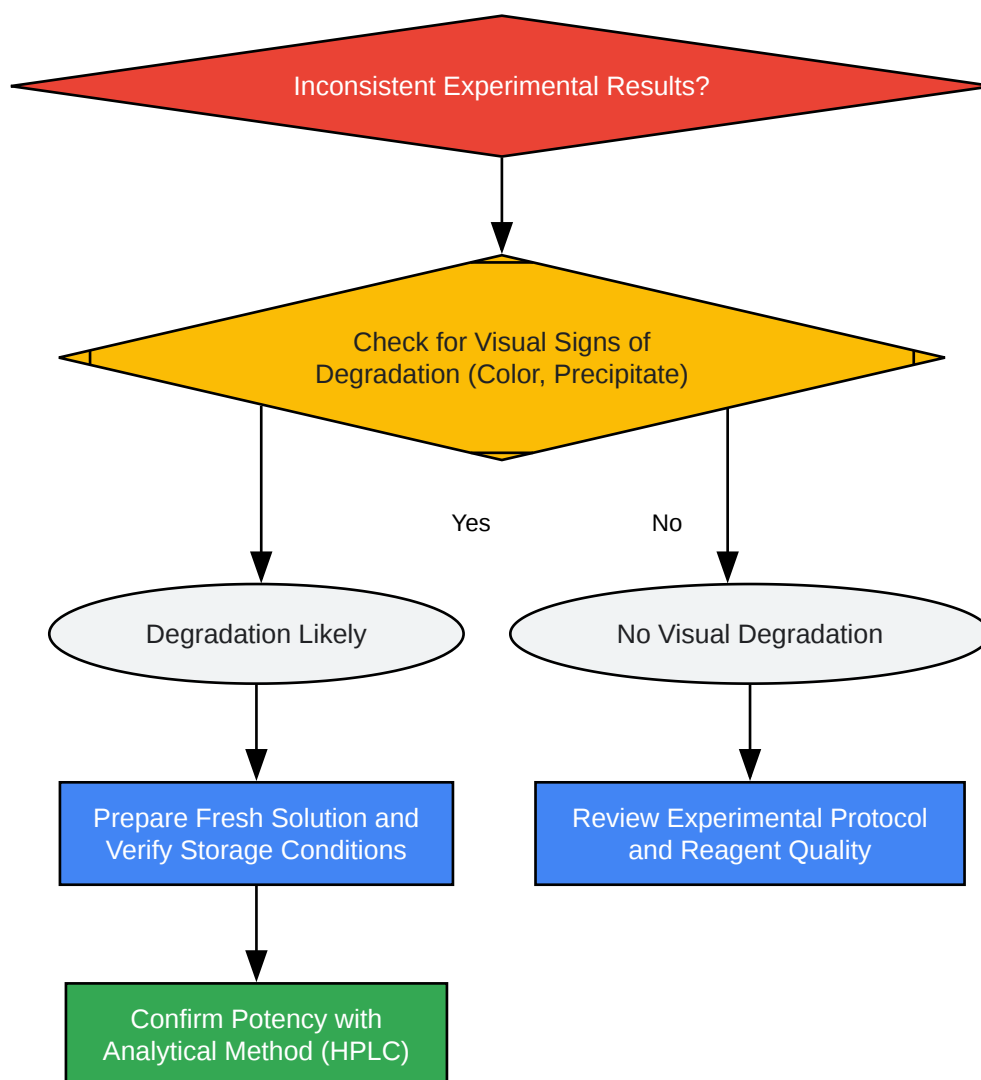 Inconsistent Experimental Results?
Check for Visual Signs of
Degradation (Color, Precipitate)
Yes
No
Degradation Likely
No Visual Degradation
Prepare Fresh Solution and
Verify Storage Conditions
Review Experimental Protocol
and Reagent Quality
Confirm Potency with
Analytical Method (HPLC)